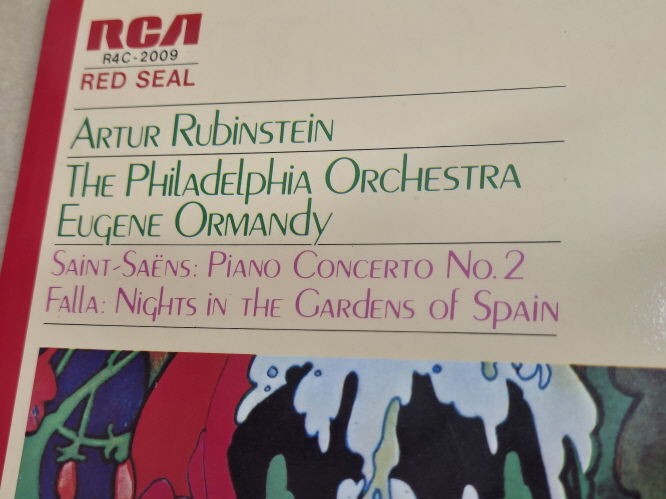 RCA
R4C-2009
RED SEAL
ARTUR RUBINSTEIN
THE PHILADELPHIA ORCHESTRA
EUGENE ORMANDY
SAINT-SAËNS: PIANO CONCERTO NO. 2
FALLA: NIGHTS IN THE GARDENS OF SPAIN